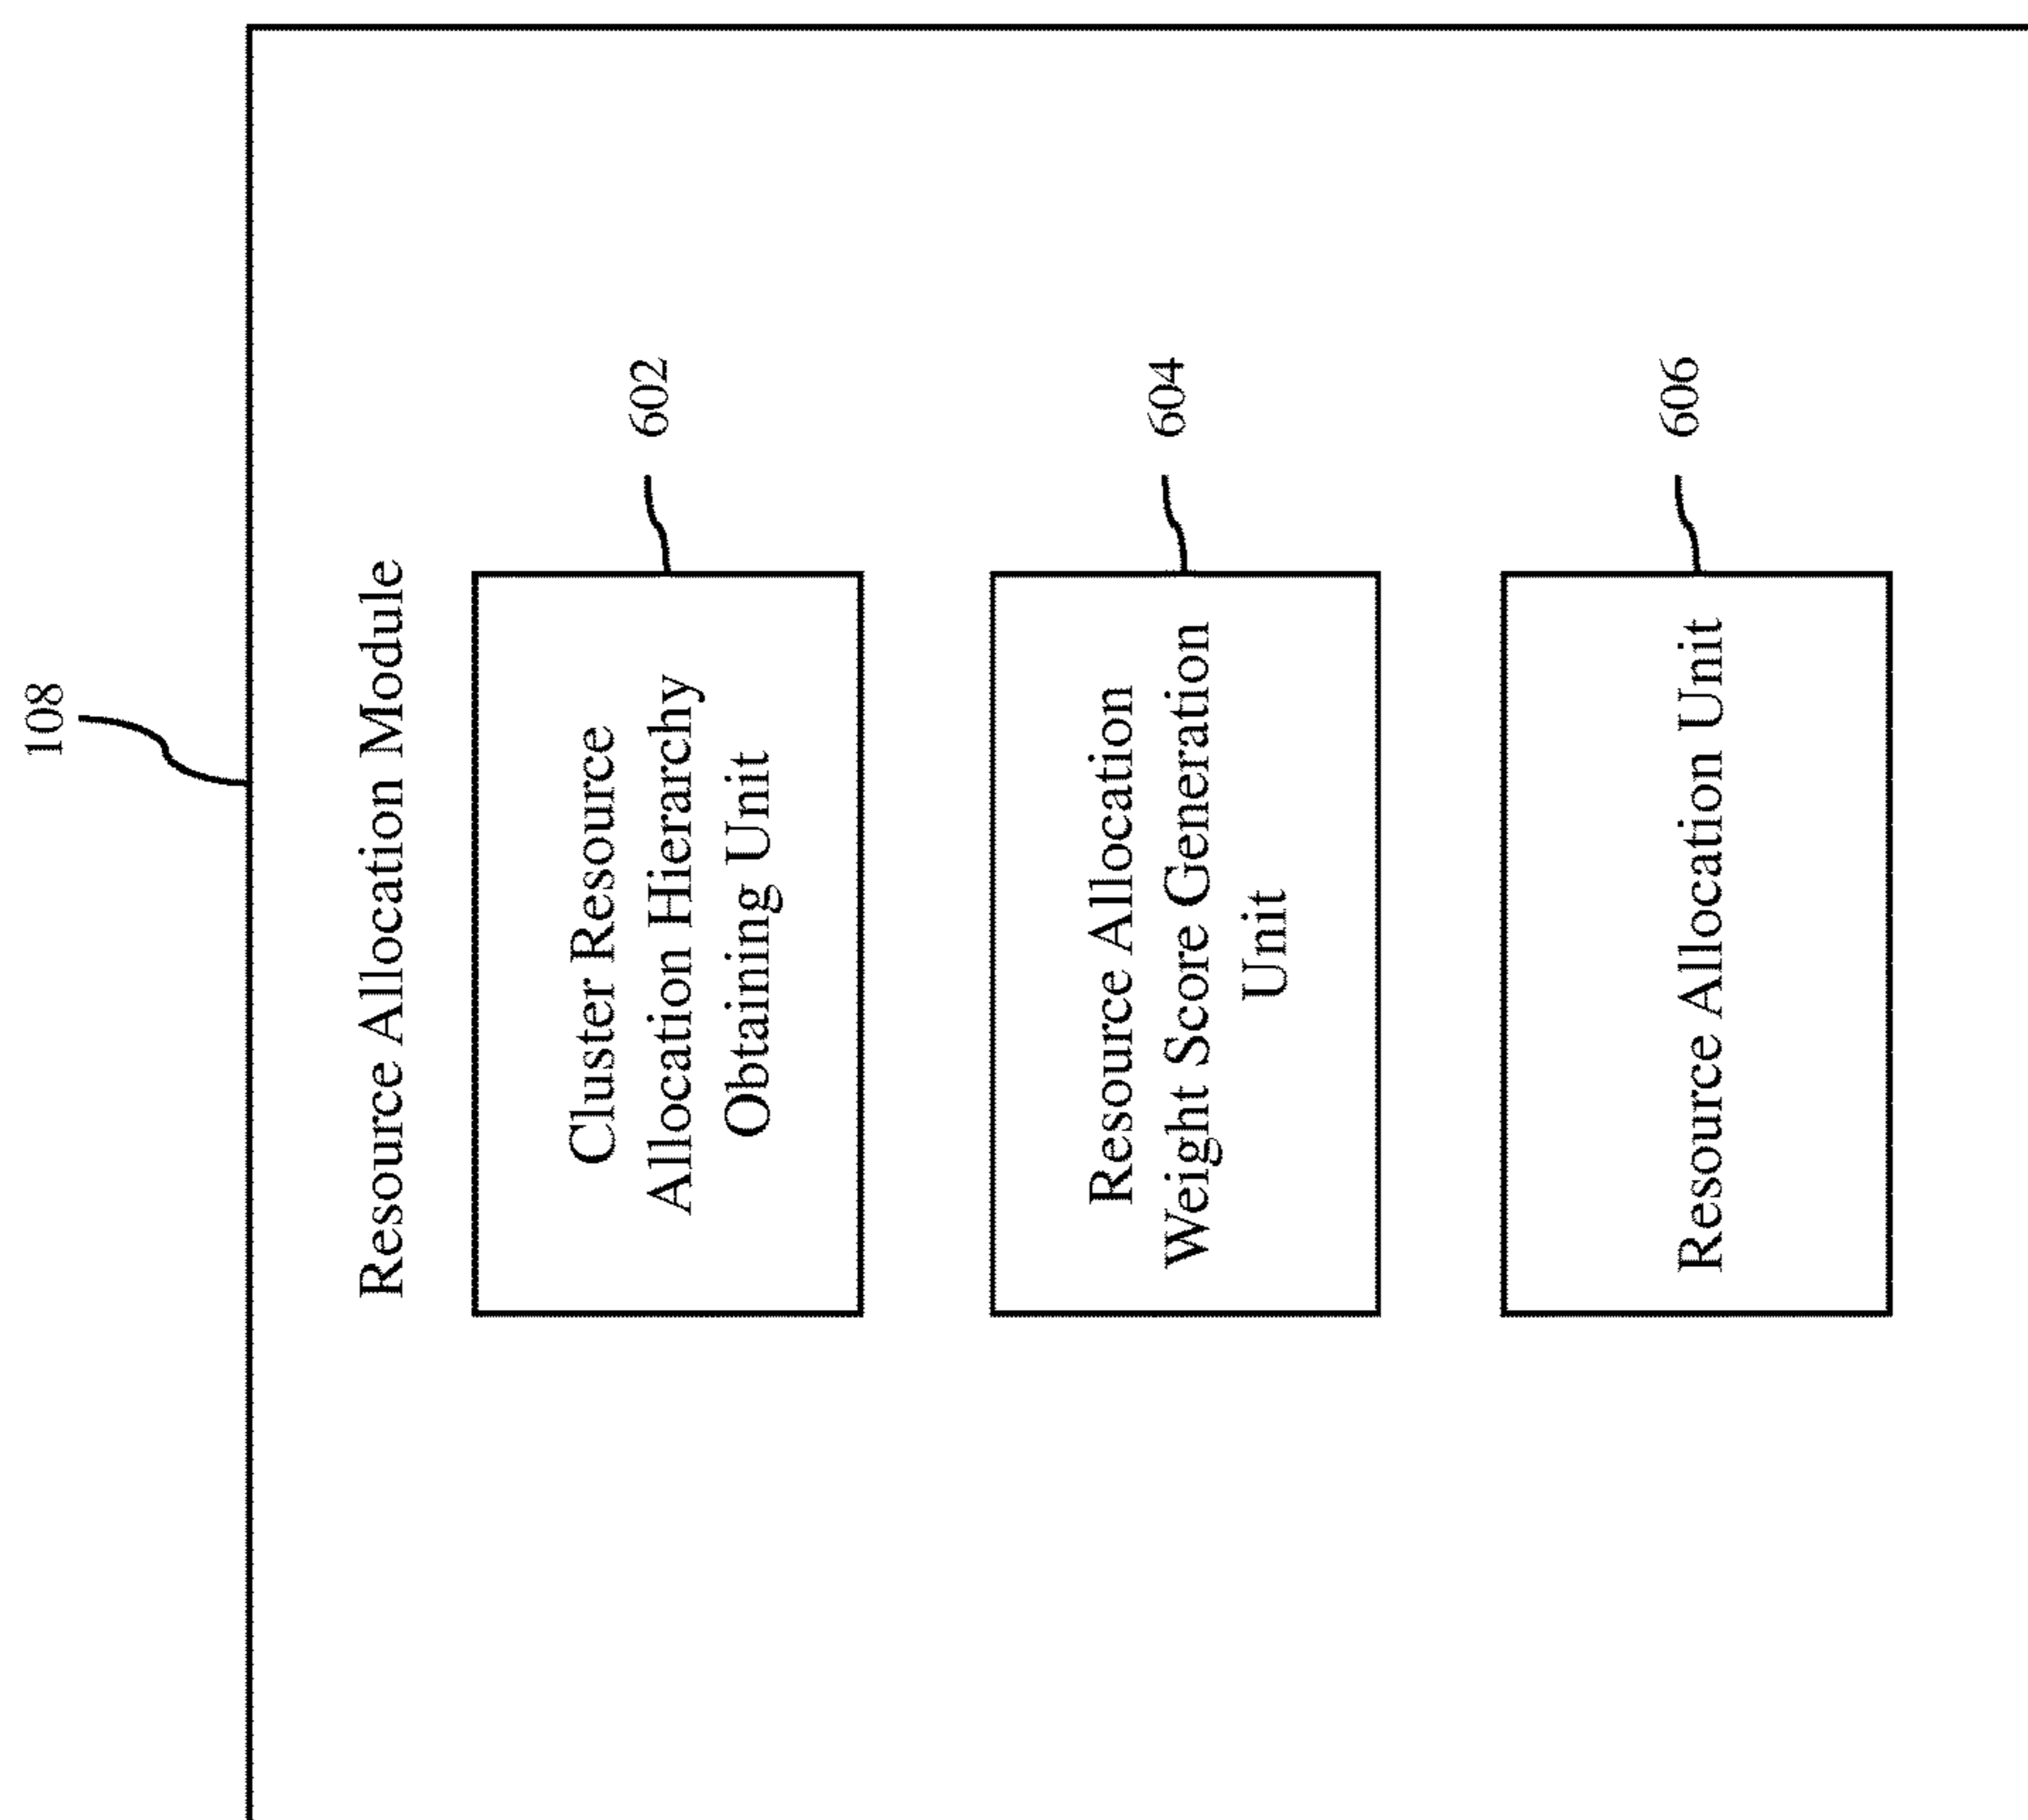 108
Resource Allocation Module
Cluster Resource
Allocation Hierarchy
Obtaining Unit
602
Resource Allocation
Weight Score Generation
Unit
604
Resource Allocation Unit
606